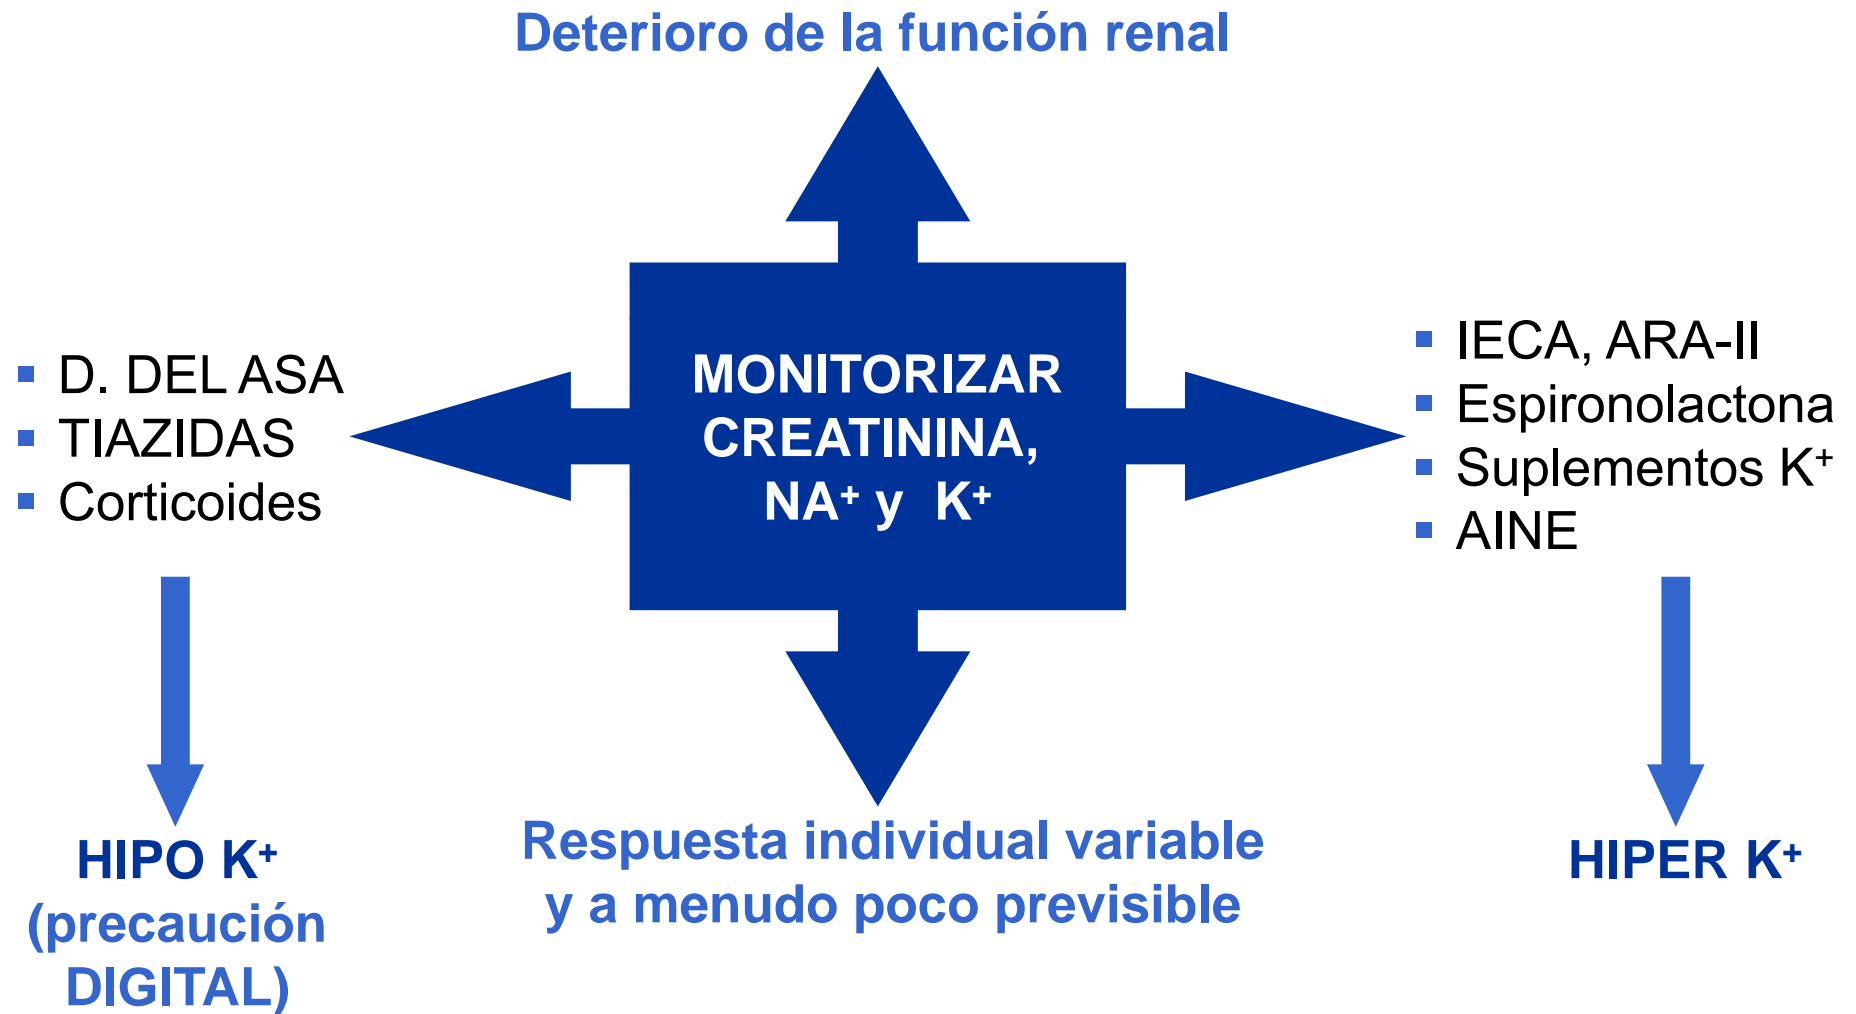 Deterioro de la función renal
▪ D. DEL ASA
▪ TIAZIDAS
▪ Corticoides
HIPO K⁺
(precaución
DIGITAL)
MONITORIZAR
CREATININA,
NA⁺ y K⁺
Respuesta individual variable
y a menudo poco previsible
▪ IECA, ARA-II
▪ Espironolactona
▪ Suplementos K⁺
▪ AINE
HIPER K⁺